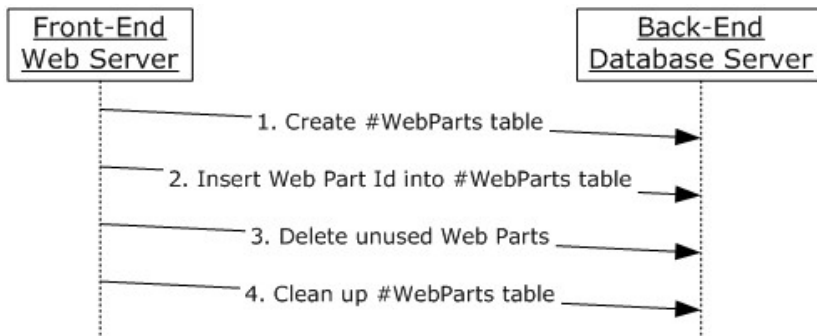 Front-End
Web Server
Back-End
Database Server
1. Create #WebParts table
2. Insert Web Part Id into #WebParts table
3. Delete unused Web Parts
4. Clean up #WebParts table